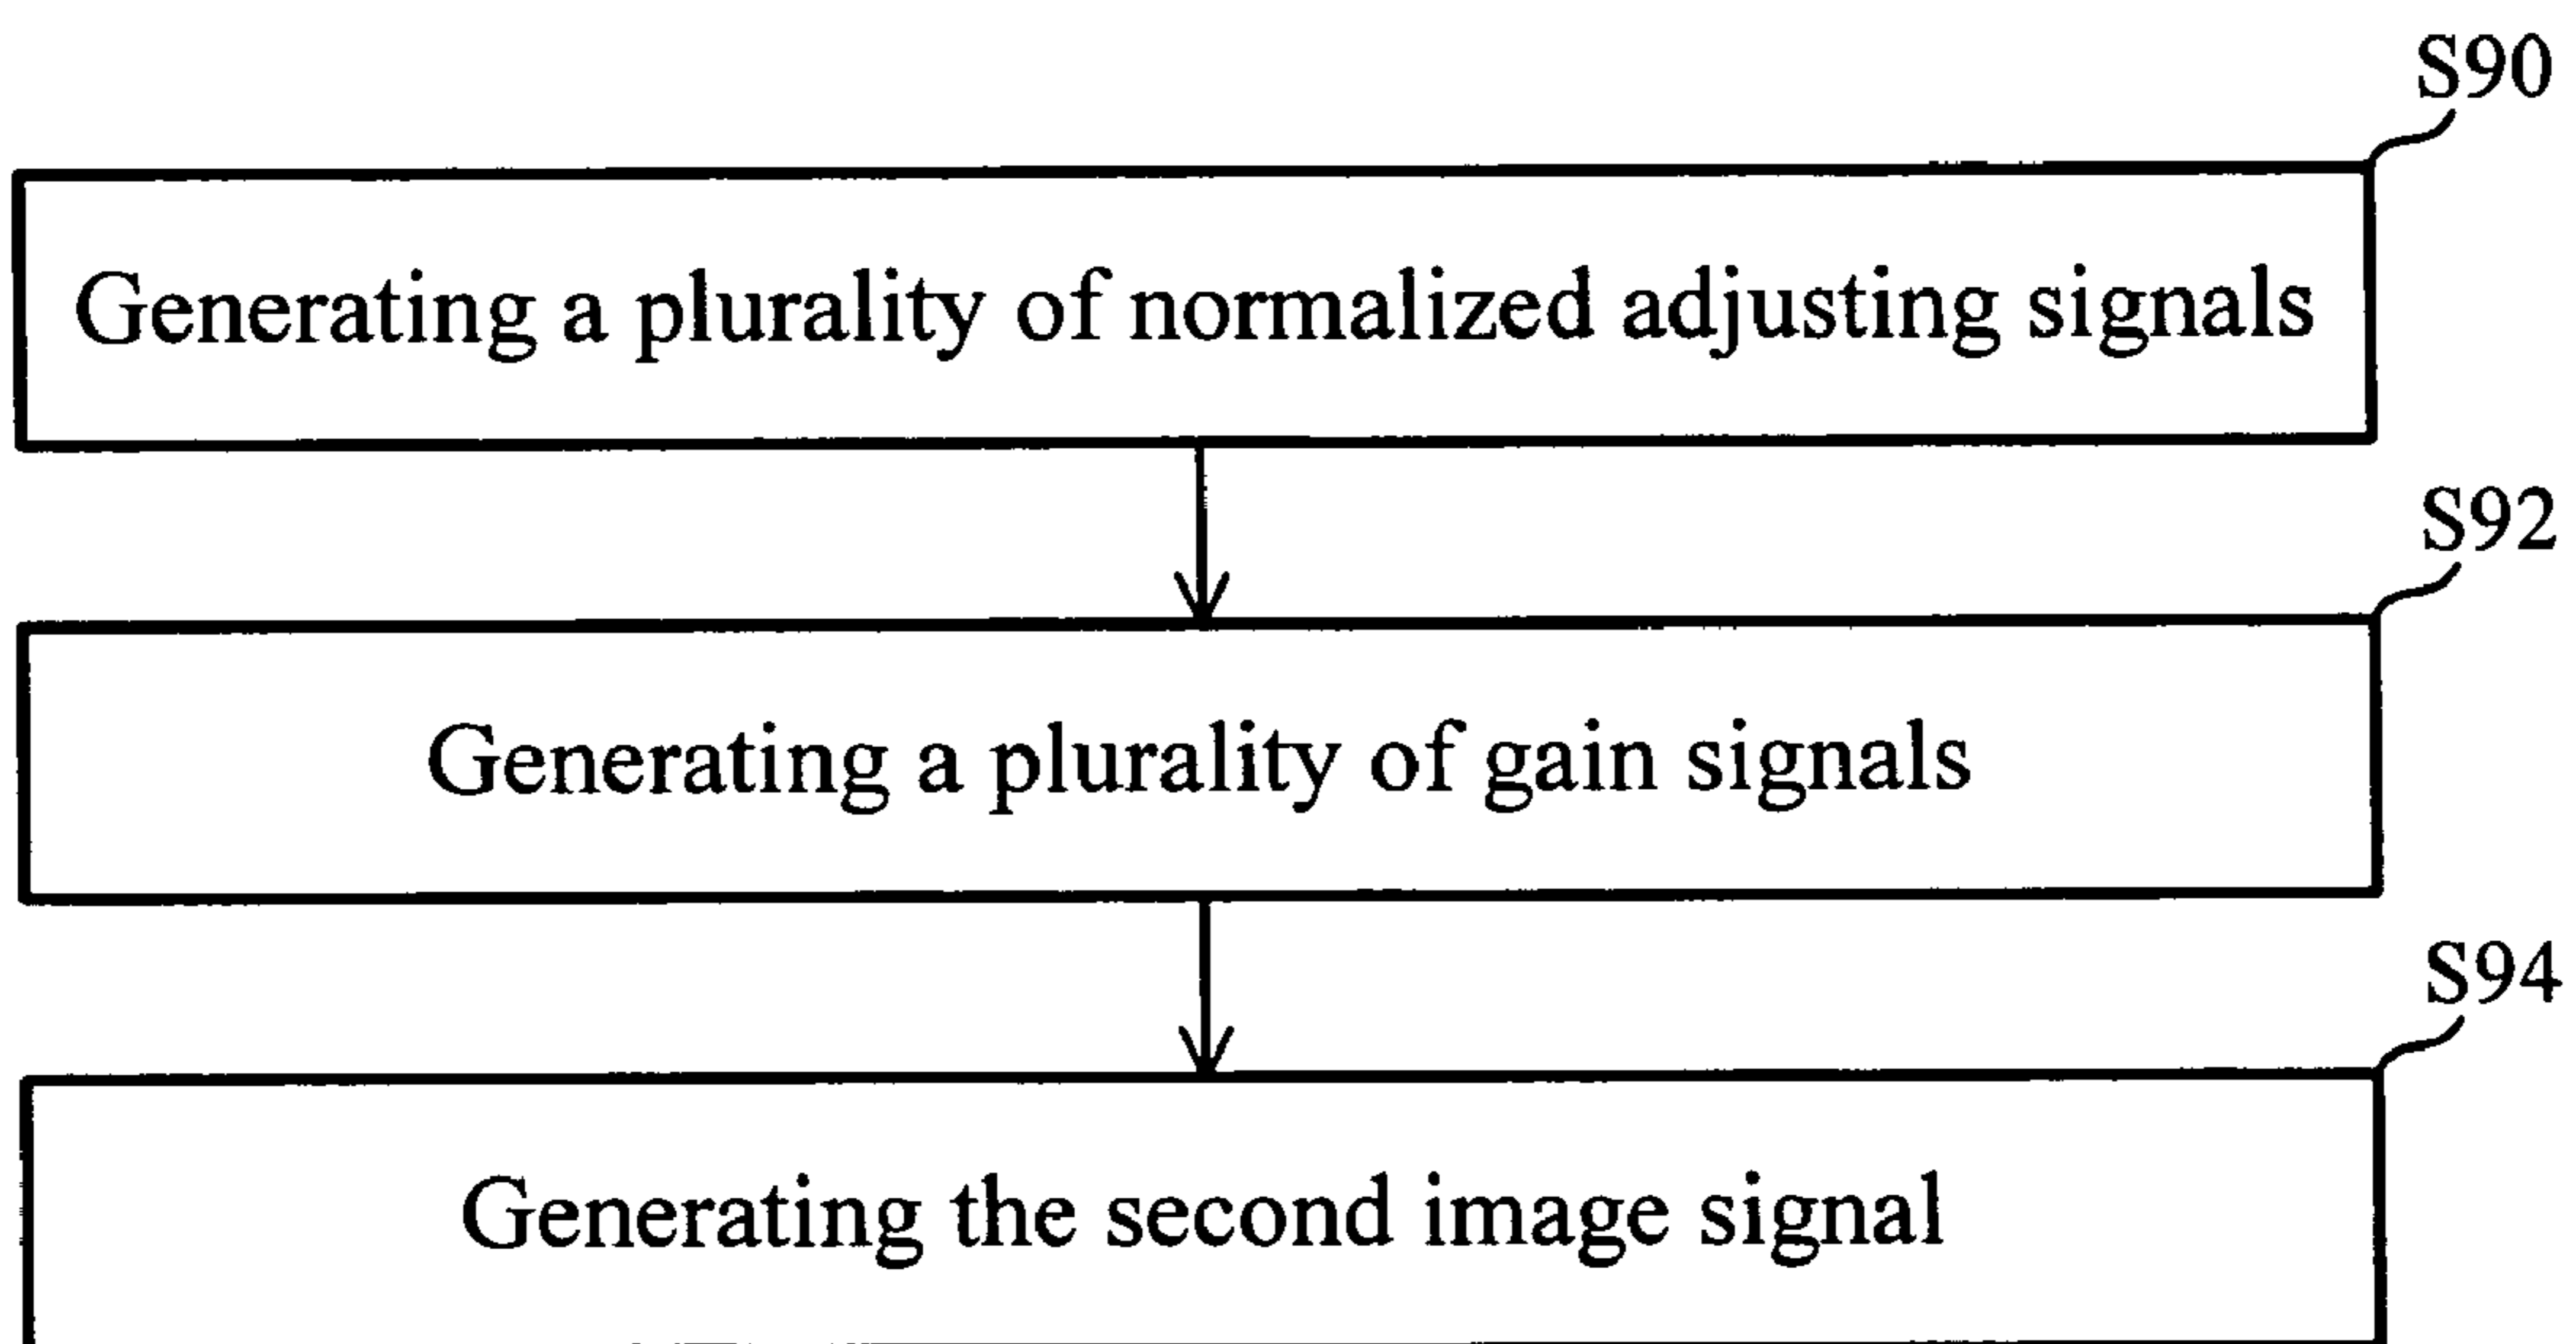 S90
Generating a plurality of normalized adjusting signals
S92
Generating a plurality of gain signals
S94
Generating the second image signal